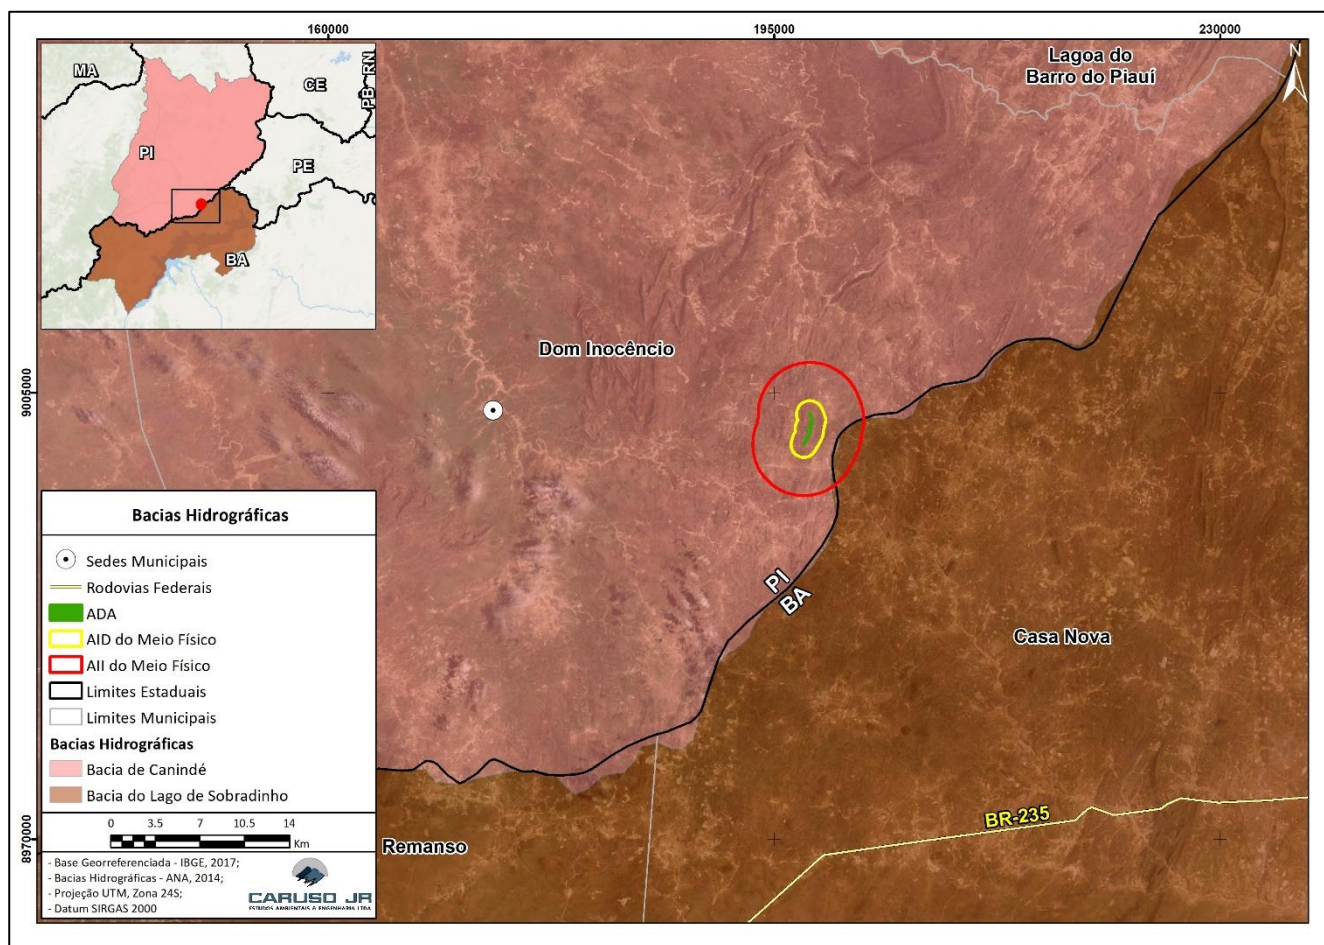 160000
195000
230000
MA
CE
PB
RN
PI
PE
BA
Lagoa do
Barro do Piauí
N
Dom Inocêncio
9005000
8970000
PI
BA
Casa Nova
BR-235
Remanso
Bacias Hidrográficas
Sedes Municipais
Rodovias Federais
ADA
AID do Meio Físico
AII do Meio Físico
Limites Estaduais
Limites Municipais
Bacias Hidrográficas
Bacia de Canindé
Bacia do Lago de Sobradinho
0 3.5 7 10.5 14
Km
- Base Georreferenciada - IBGE, 2017;
- Bacias Hidrográficas - ANA, 2014;
- Projeção UTM, Zona 24S;
- Datum SIRGAS 2000
CARUSO JR
ESTUDOS AMBIENTAIS & ENGENHARIA LTDA